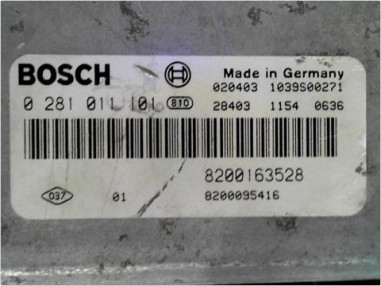 BOSCH Made in Germany
020403 1039S00271
0 281 011 101 810 28403 1154 0636
8200163528
037 01 8200095416